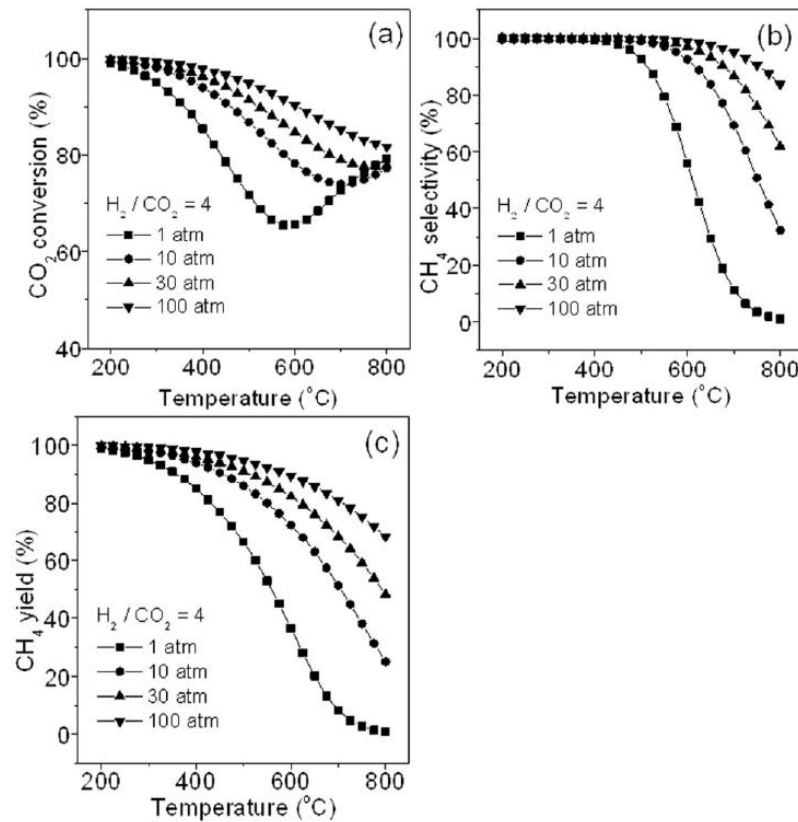 (a)
CO₂ conversion (%)
100
80
60
40
H₂ / CO₂ = 4
1 atm
10 atm
30 atm
100 atm
200 400 600 800
Temperature (°C)
(b)
CH₄ selectivity (%)
100
80
60
40
20
0
H₂ / CO₂ = 4
1 atm
10 atm
30 atm
100 atm
200 400 600 800
Temperature (°C)
(c)
CH₄ yield (%)
100
80
60
40
20
0
H₂ / CO₂ = 4
1 atm
10 atm
30 atm
100 atm
200 400 600 800
Temperature (°C)